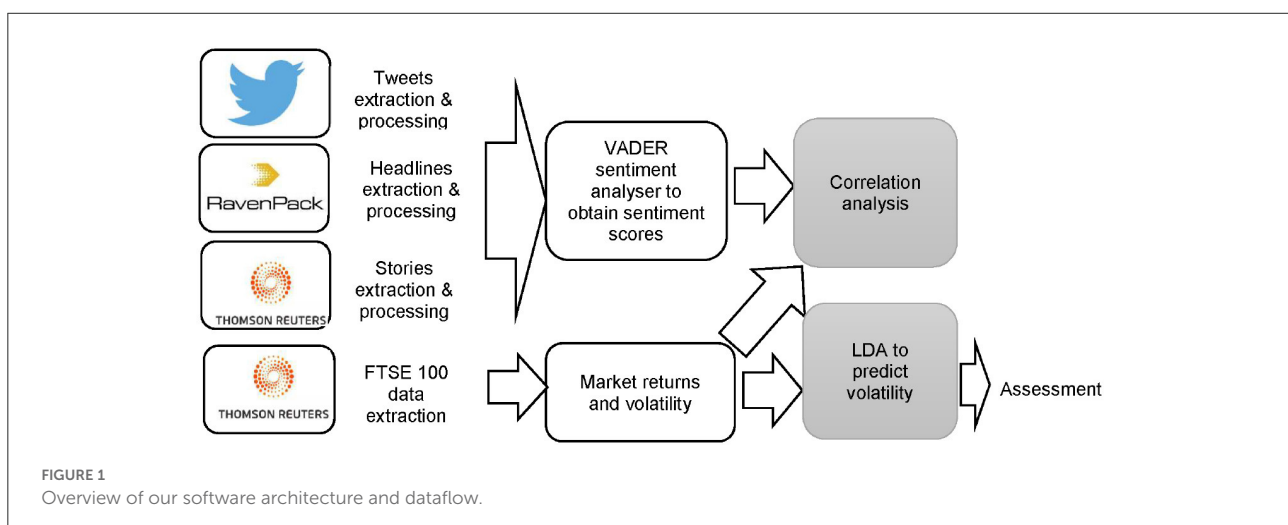 Tweets
extraction &
processing
RavenPack
Headlines
extraction &
processing
THOMSON REUTERS
Stories
extraction &
processing
THOMSON REUTERS
FTSE 100
data
extraction
VADER
sentiment
analyser to
obtain sentiment
scores
Market returns
and volatility
Correlation
analysis
LDA to
predict
volatility
Assessment
FIGURE 1
Overview of our software architecture and dataflow.